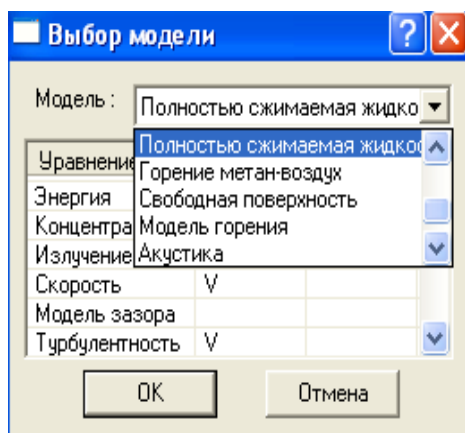 Выбор модели
Модель :
Полностью сжимаемая жидко
Уравнение
Полностью сжимаемая жидкос
Горение метан-воздух
Свободная поверхность
Модель горения
Акустика
Энергия
Концентра
Излучение
Скорость V
Модель зазора
Турбулентность V
OK Отмена